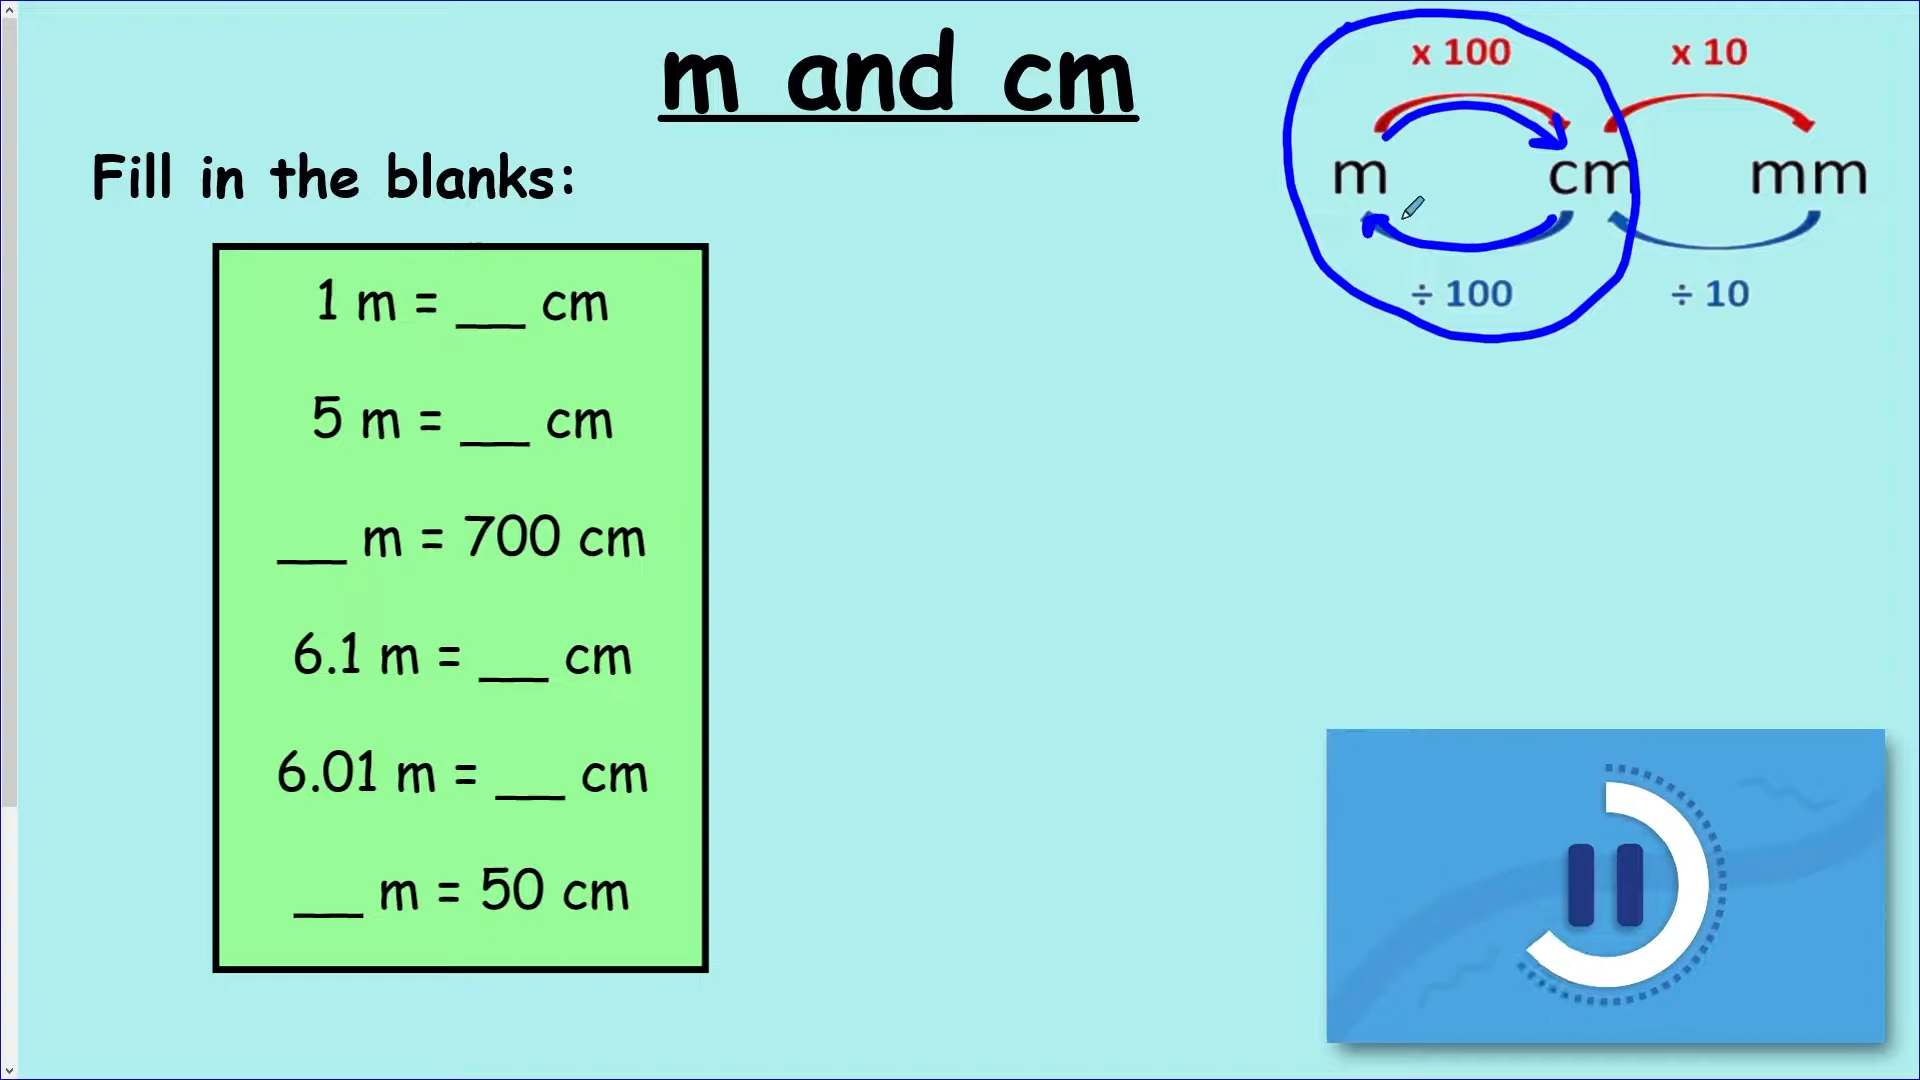 m and cm
x 100 x 10
Fill in the blanks:
m cm mm
÷ 100 ÷ 10
1 m = __ cm
5 m = __ cm
__ m = 700 cm
6.1 m = __ cm
6.01 m = __ cm
__ m = 50 cm